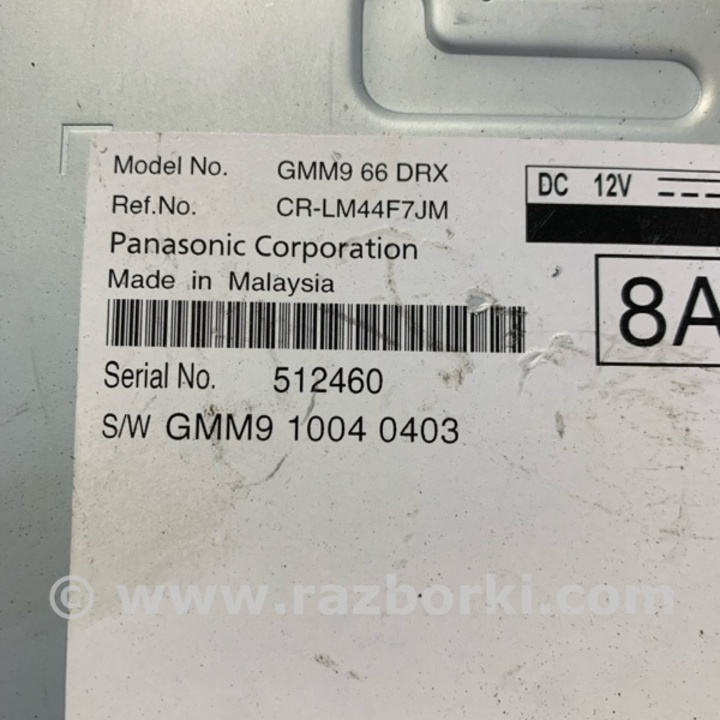 Model No. GMM9 66 DRX
Ref.No. CR-LM44F7JM
Panasonic Corporation
Made in Malaysia
DC 12V
8A
Serial No. 512460
S/W GMM9 1004 0403
© www.razborki.com